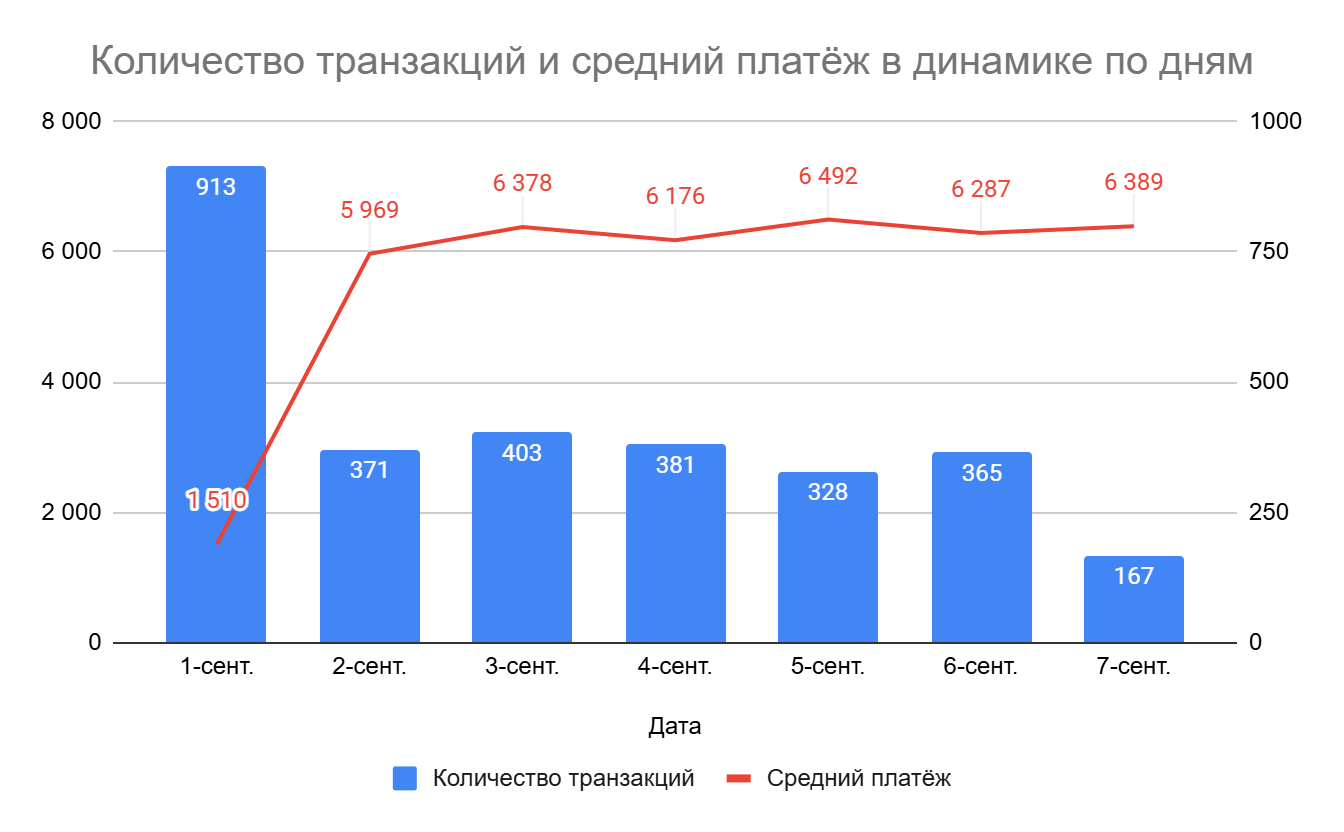 Количество транзакций и средний платёж в динамике по дням
8 000
6 000
4 000
2 000
0
1000
750
500
250
0
913
371
403
381
328
365
167
1 510
5 969
6 378
6 176
6 492
6 287
6 389
1-сент.
2-сент.
3-сент.
4-сент.
5-сент.
6-сент.
7-сент.
Дата
Количество транзакций
Средний платёж